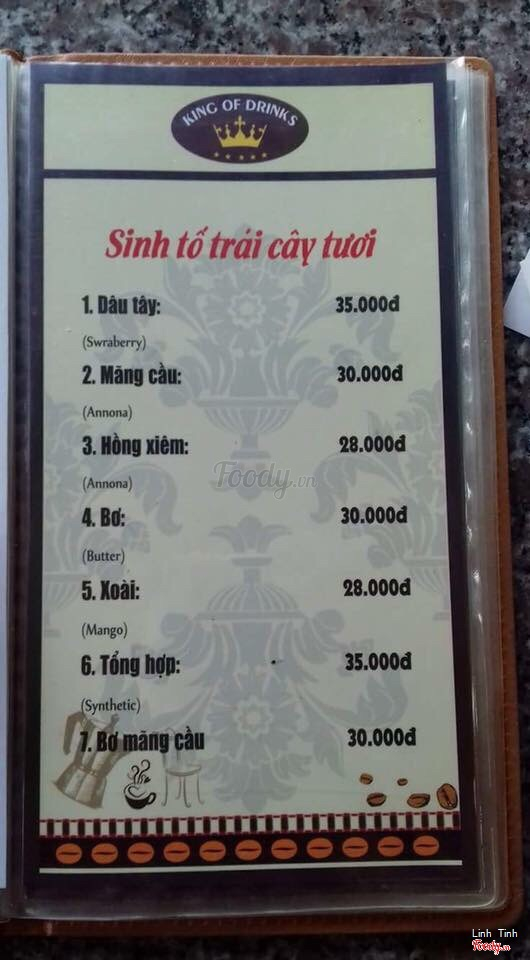 KING OF DRINKS
Sinh tố trái cây tươi
1. Dâu tây: 35.000đ
(Swraberry)
2. Mãng cầu: 30.000đ
(Annona)
3. Hồng xiêm: 28.000đ
(Annona)
Foody.vn
4. Bơ: 30.000đ
(Butter)
5. Xoài: 28.000đ
(Mango)
6. Tổng hợp: 35.000đ
(Synthetic)
7. Bơ mãng cầu 30.000đ
Linh Tinh
Foody.vn